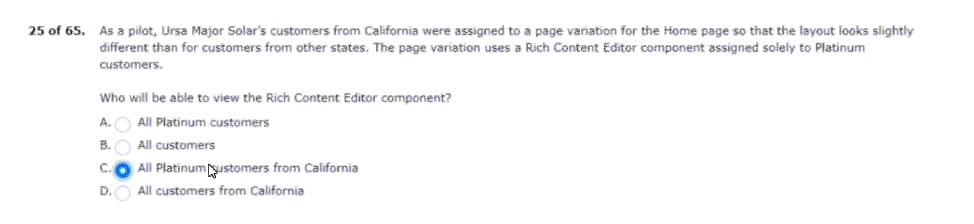 25 of 65. As a pilot, Ursa Major Solar's customers from California were assigned to a page variation for the Home page so that the layout looks slightly
different than for customers from other states. The page variation uses a Rich Content Editor component assigned solely to Platinum
customers.
Who will be able to view the Rich Content Editor component?
A. All Platinum customers
B. All customers
C. All Platinum customers from California
D. All customers from California